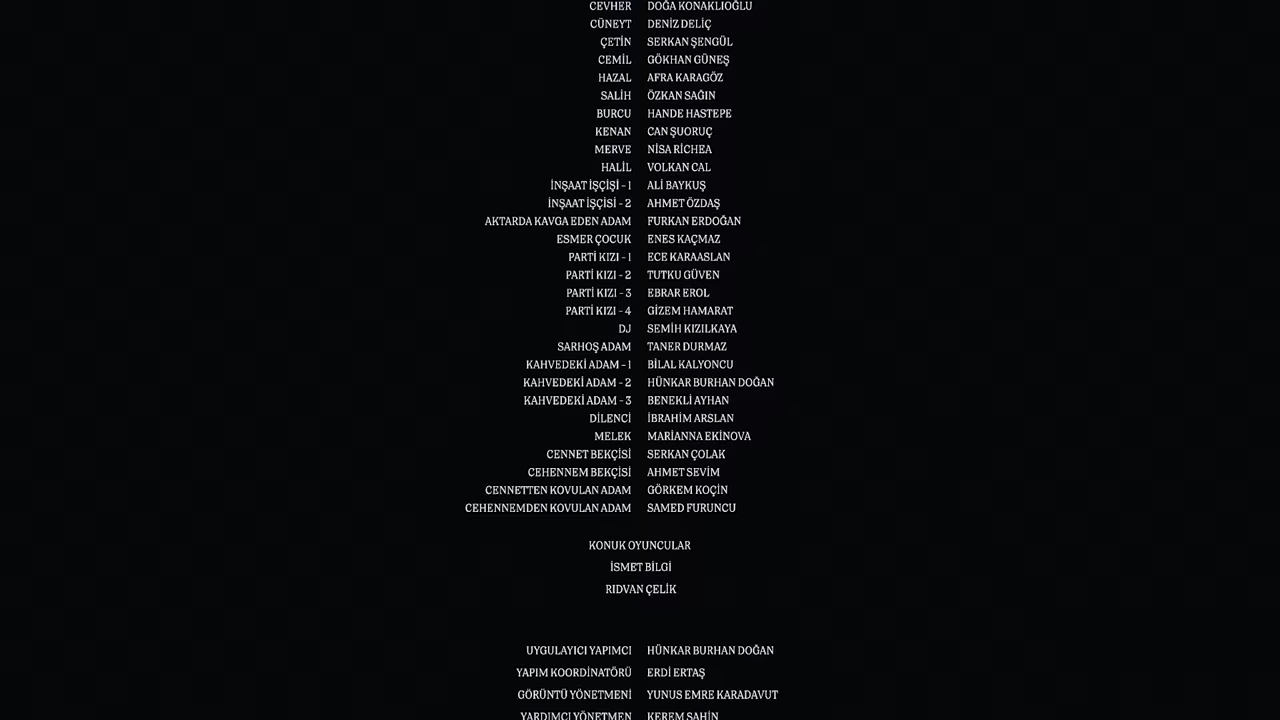 CEVHER DOĞA KONAKLIOĞLU
CÜNEYT DENİZ DELİÇ
ÇETİN SERKAN ŞENGÜL
CEMİL GÖKHAN GÜNEŞ
HAZAL AFRA KARAGÖZ
SALİH ÖZKAN SAĞIN
BURCU HANDE HASTEPE
KENAN CAN ŞUORUÇ
MERVE NİSA RİCHEA
HALİL VOLKAN CAL
İNŞAAT İŞÇİŞİ - 1 ALİ BAYKUŞ
İNŞAAT İŞÇİSİ - 2 AHMET ÖZDAŞ
AKTARDA KAVGA EDEN ADAM FURKAN ERDOĞAN
ESMER ÇOCUK ENES KAÇMAZ
PARTİ KIZI - 1 ECE KARAASLAN
PARTİ KIZI - 2 TUTKU GÜVEN
PARTİ KIZI - 3 EBRAR EROL
PARTİ KIZI - 4 GİZEM HAMARAT
DJ SEMİH KIZILKAYA
SARHOŞ ADAM TANER DURMAZ
KAHVEDEKİ ADAM - 1 BİLAL KALYONCU
KAHVEDEKİ ADAM - 2 HÜNKAR BURHAN DOĞAN
KAHVEDEKİ ADAM - 3 BENEKLİ AYHAN
DİLENCİ İBRAHİM ARSLAN
MELEK MARİANNA EKİNOVA
CENNET BEKÇİSİ SERKAN ÇOLAK
CEHENNEM BEKÇİSİ AHMET SEVİM
CENNETTEN KOVULAN ADAM GÖRKEM KOÇİN
CEHENNEMDEN KOVULAN ADAM SAMED FURUNCU
KONUK OYUNCULAR
İSMET BİLGİ
RIDVAN ÇELİK
UYGULAYICI YAPIMCI HÜNKAR BURHAN DOĞAN
YAPIM KOORDİNATÖRÜ ERDİ ERTAŞ
GÖRÜNTÜ YÖNETMENİ YUNUS EMRE KARADAVUT
YARDIMCI YÖNETMEN KEREM ŞAHİN